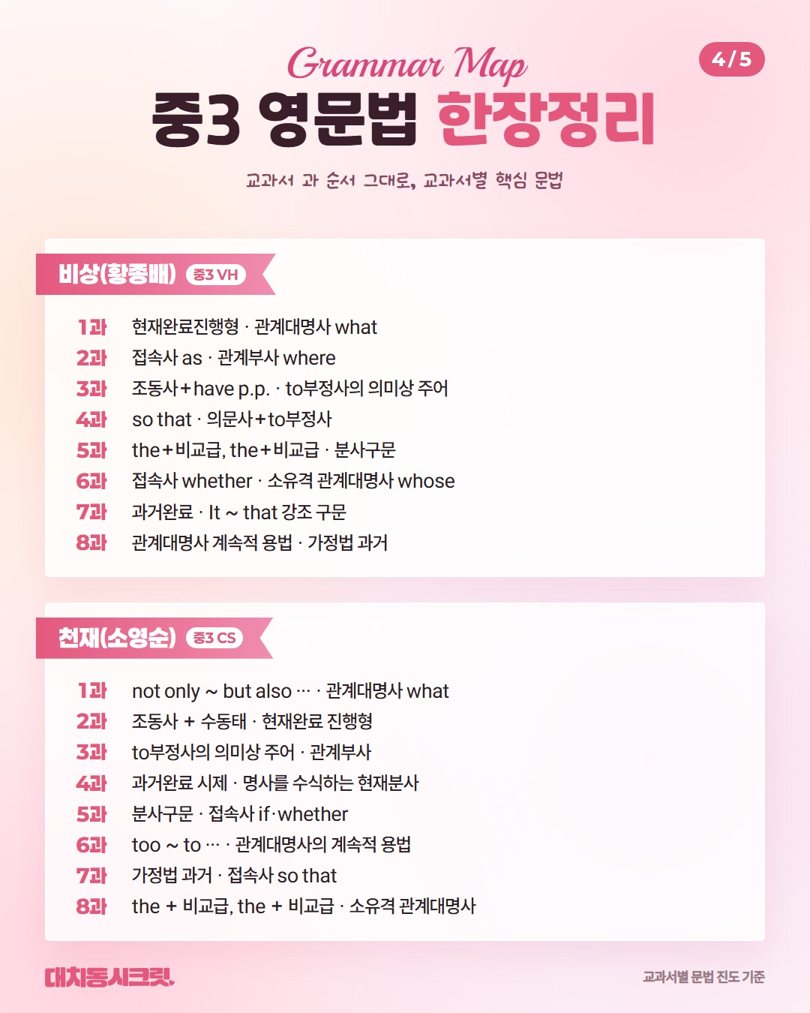 Grammar Map
4/5
중3 영문법 한장정리
교과서 과 순서 그대로, 교과서별 핵심 문법
비상(황종배) 중3 VH
1과 현재완료진행형 · 관계대명사 what
2과 접속사 as · 관계부사 where
3과 조동사+have p.p. · to부정사의 의미상 주어
4과 so that · 의문사+to부정사
5과 the+비교급, the+비교급 · 분사구문
6과 접속사 whether · 소유격 관계대명사 whose
7과 과거완료 · It ~ that 강조 구문
8과 관계대명사 계속적 용법 · 가정법 과거
천재(소영순) 중3 CS
1과 not only ~ but also ··· · 관계대명사 what
2과 조동사 + 수동태 · 현재완료 진행형
3과 to부정사의 의미상 주어 · 관계부사
4과 과거완료 시제 · 명사를 수식하는 현재분사
5과 분사구문 · 접속사 if·whether
6과 too ~ to ··· · 관계대명사의 계속적 용법
7과 가정법 과거 · 접속사 so that
8과 the + 비교급, the + 비교급 · 소유격 관계대명사
대치동시크릿
교과서별 문법 진도 기준